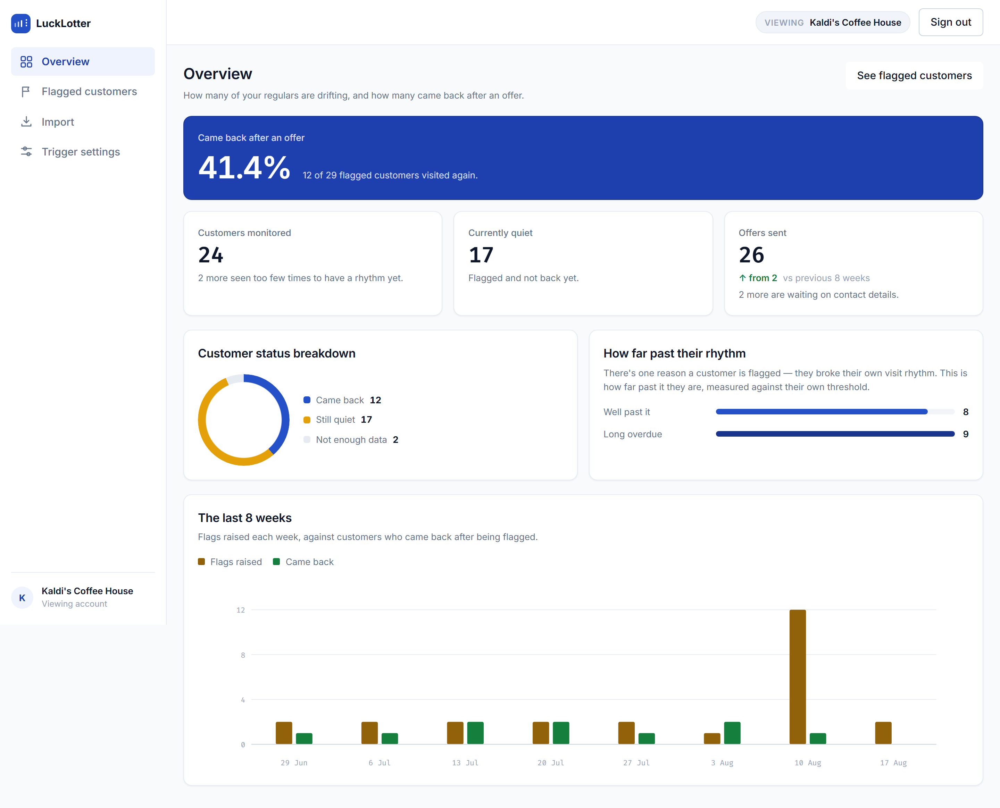 LuckLotter
VIEWING Kaldi's Coffee House
Sign out
Overview
Flagged customers
Import
Trigger settings
Overview
See flagged customers
How many of your regulars are drifting, and how many came back after an offer.
Came back after an offer
41.4% 12 of 29 flagged customers visited again.
Customers monitored
24
2 more seen too few times to have a rhythm yet.
Currently quiet
17
Flagged and not back yet.
Offers sent
26
↑ from 2 vs previous 8 weeks
2 more are waiting on contact details.
Customer status breakdown
Came back 12
Still quiet 17
Not enough data 2
How far past their rhythm
There's one reason a customer is flagged — they broke their own visit rhythm. This is
how far past it they are, measured against their own threshold.
Well past it 8
Long overdue 9
The last 8 weeks
Flags raised each week, against customers who came back after being flagged.
Flags raised Came back
12
8
4
0
29 Jun 6 Jul 13 Jul 20 Jul 27 Jul 3 Aug 10 Aug 17 Aug
K
Kaldi's Coffee House
Viewing account